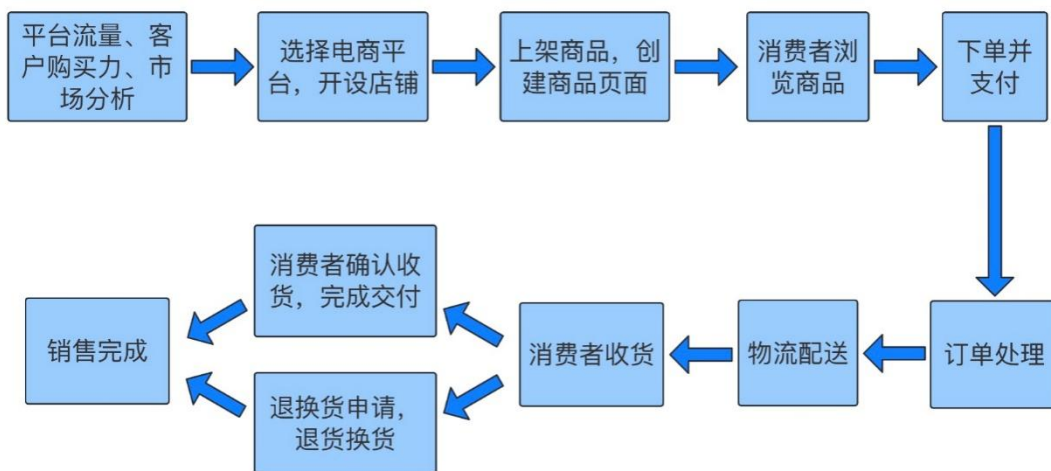 平台流量、客
户购买力、市
场分析
选择电商平
台，开设店铺
上架商品，创
建商品页面
消费者浏
览商品
下单并
支付
订单处理
物流配送
消费者收货
消费者确认收
货，完成交付
退换货申请，
退货换货
销售完成